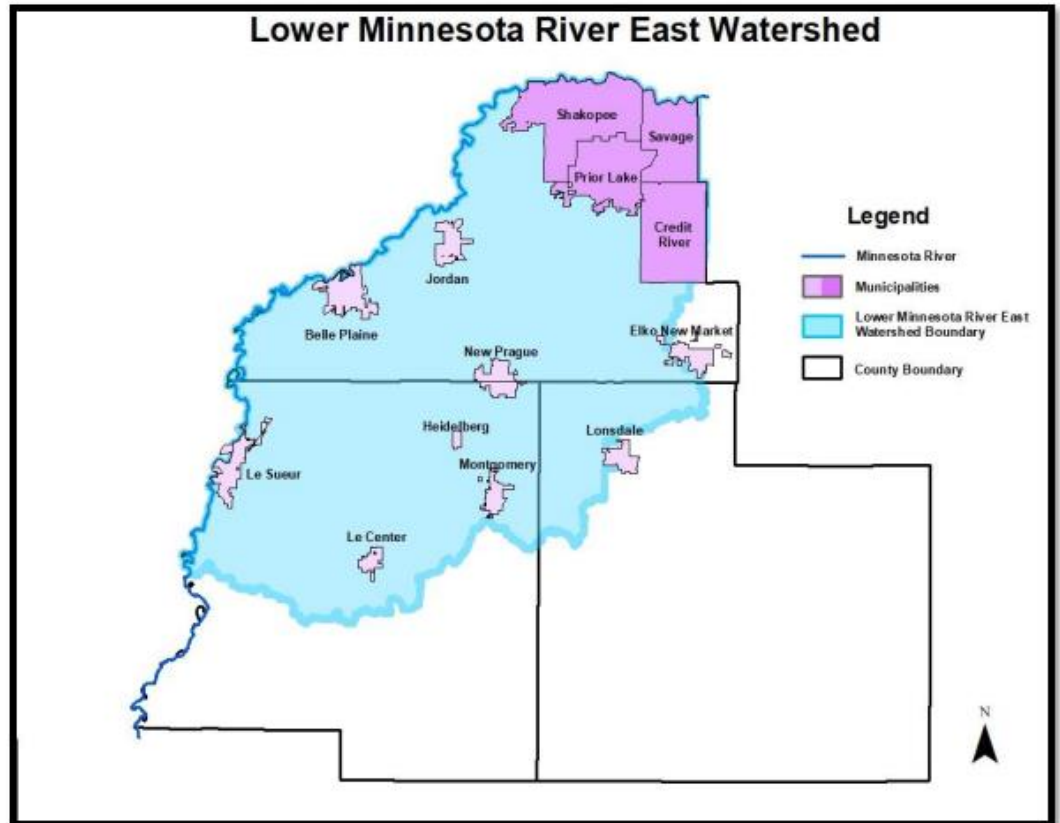 Lower Minnesota River East Watershed
Shakopee
Savage
Prior Lake
Credit
River
Jordan
Belle Plaine
Elko New Market
New Prague
Heidelberg
Lonsdale
Montgomery
Le Sueur
Le Center
Legend
Minnesota River
Municipalities
Lower Minnesota River East
Watershed Boundary
County Boundary
N